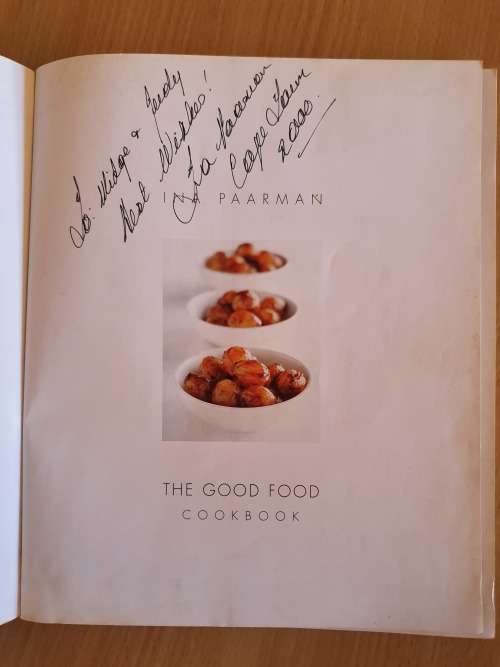 To: Midge & Judy
Best Wishes!
Ina Paarman
Cape Town
2000.
INA PAARMAN
THE GOOD FOOD
COOKBOOK